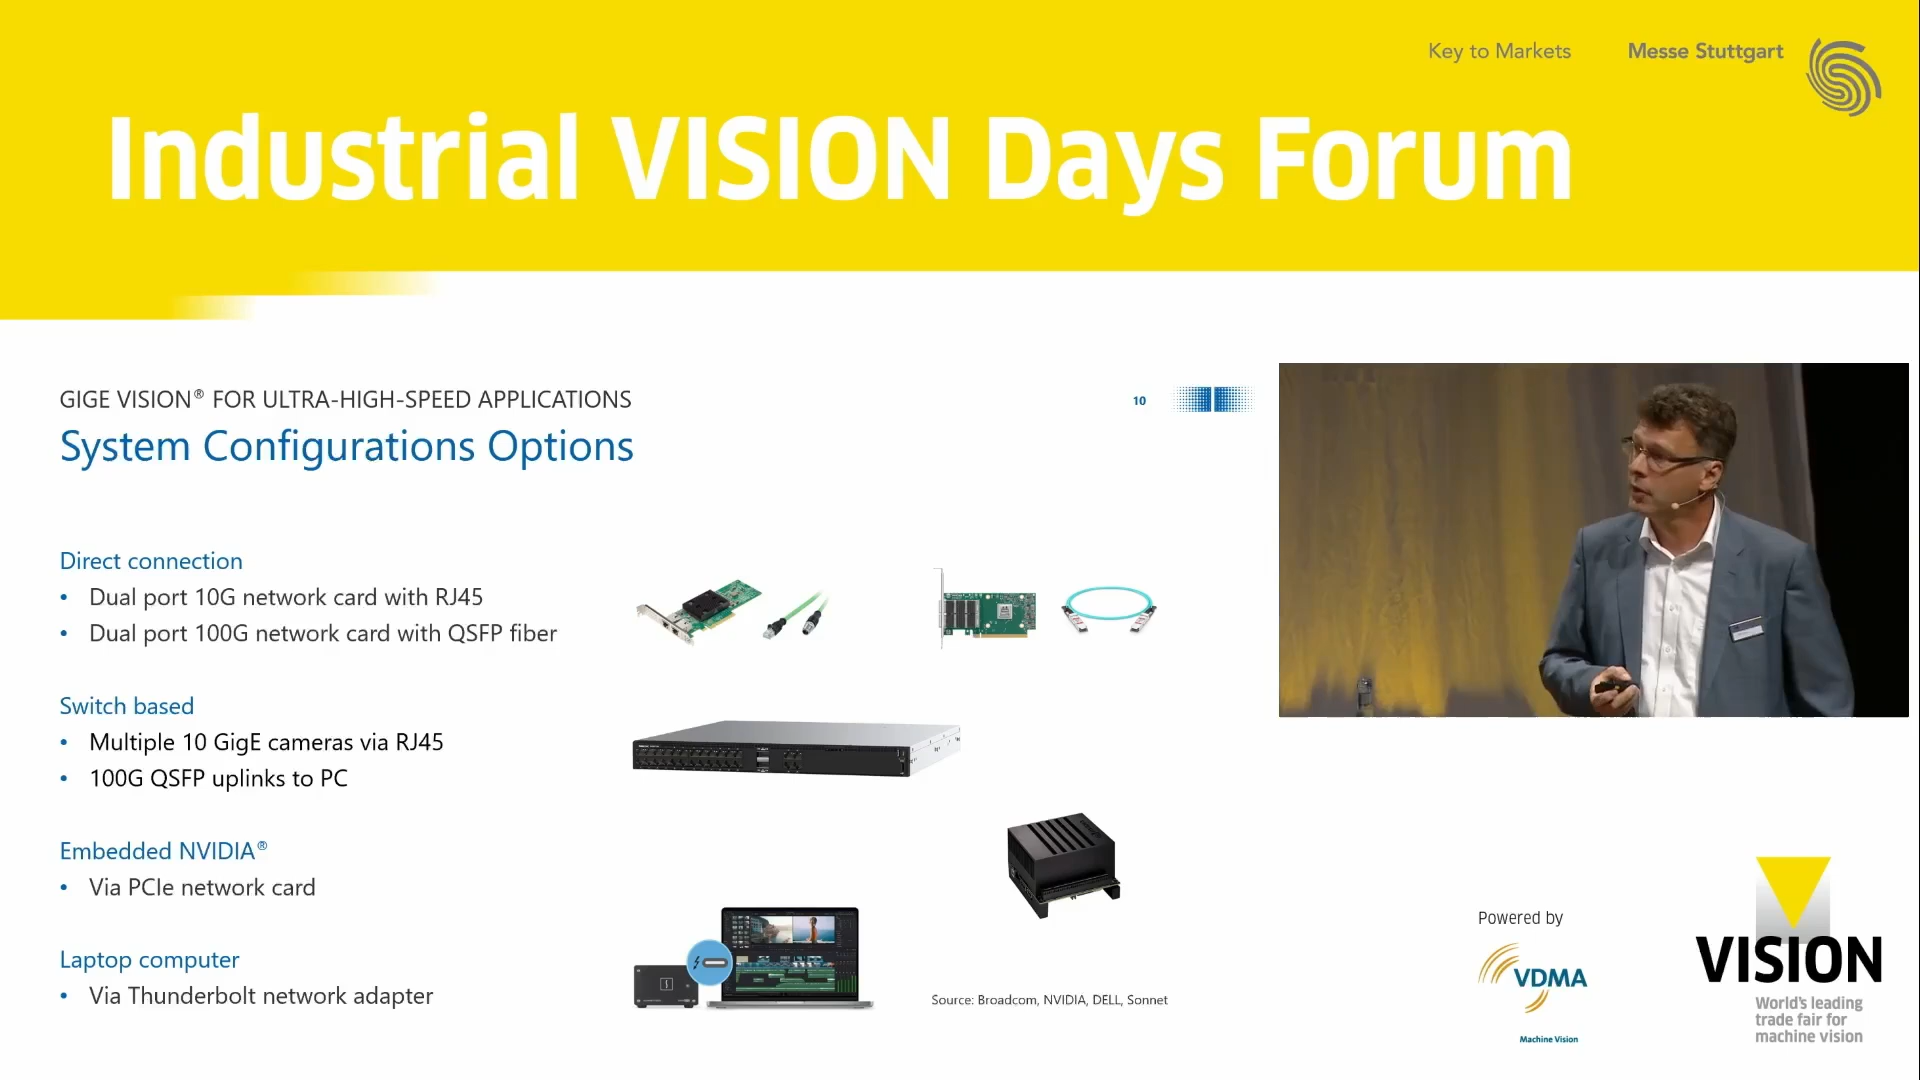 Key to Markets
Messe Stuttgart
Industrial VISION Days Forum
GIGE VISION® FOR ULTRA-HIGH-SPEED APPLICATIONS
10
System Configurations Options
Direct connection
• Dual port 10G network card with RJ45
• Dual port 100G network card with QSFP fiber
Switch based
• Multiple 10 GigE cameras via RJ45
• 100G QSFP uplinks to PC
Embedded NVIDIA®
• Via PCIe network card
Laptop computer
• Via Thunderbolt network adapter
Source: Broadcom, NVIDIA, DELL, Sonnet
Powered by
VDMA
Machine Vision
VISION
World's leading
trade fair for
machine vision